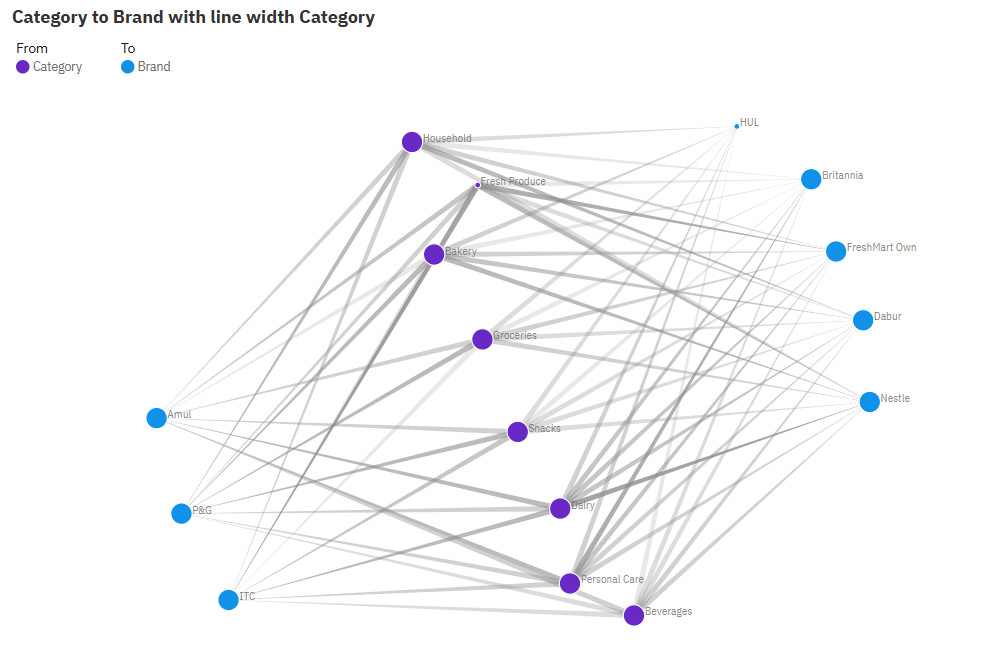 Category to Brand with line width Category
From To
Category Brand
HUL
Household
Britannia
Fresh Produce
FreshMart Own
Bakery
Dabur
Groceries
Nestle
Amul
Snacks
Dairy
P&G
Personal Care
ITC
Beverages